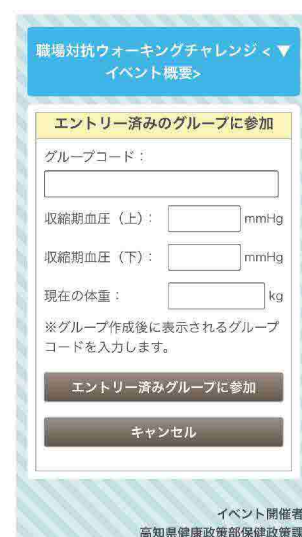 職場対抗ウォーキングチャレンジ < ▼
イベント概要>
エントリー済みのグループに参加
グループコード：
収縮期血圧（上）： mmHg
収縮期血圧（下）： mmHg
現在の体重： kg
※グループ作成後に表示されるグループ
コードを入力します。
エントリー済みグループに参加
キャンセル
イベント開催者
高知県健康政策部保健政策課